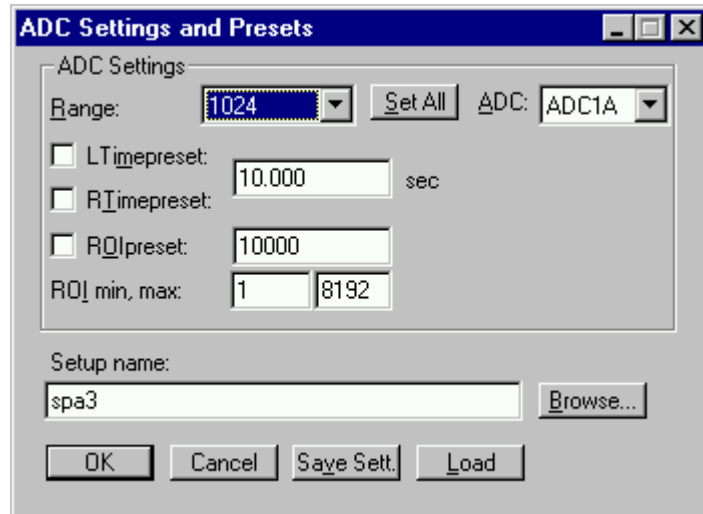 ADC Settings and Presets
ADC Settings
Range: 1024 Set All ADC: ADC1A
LTimepreset:
10.000 sec
RTimepreset:
ROIpreset: 10000
ROI min, max: 1 8192
Setup name:
spa3 Browse...
OK Cancel Save Sett. Load